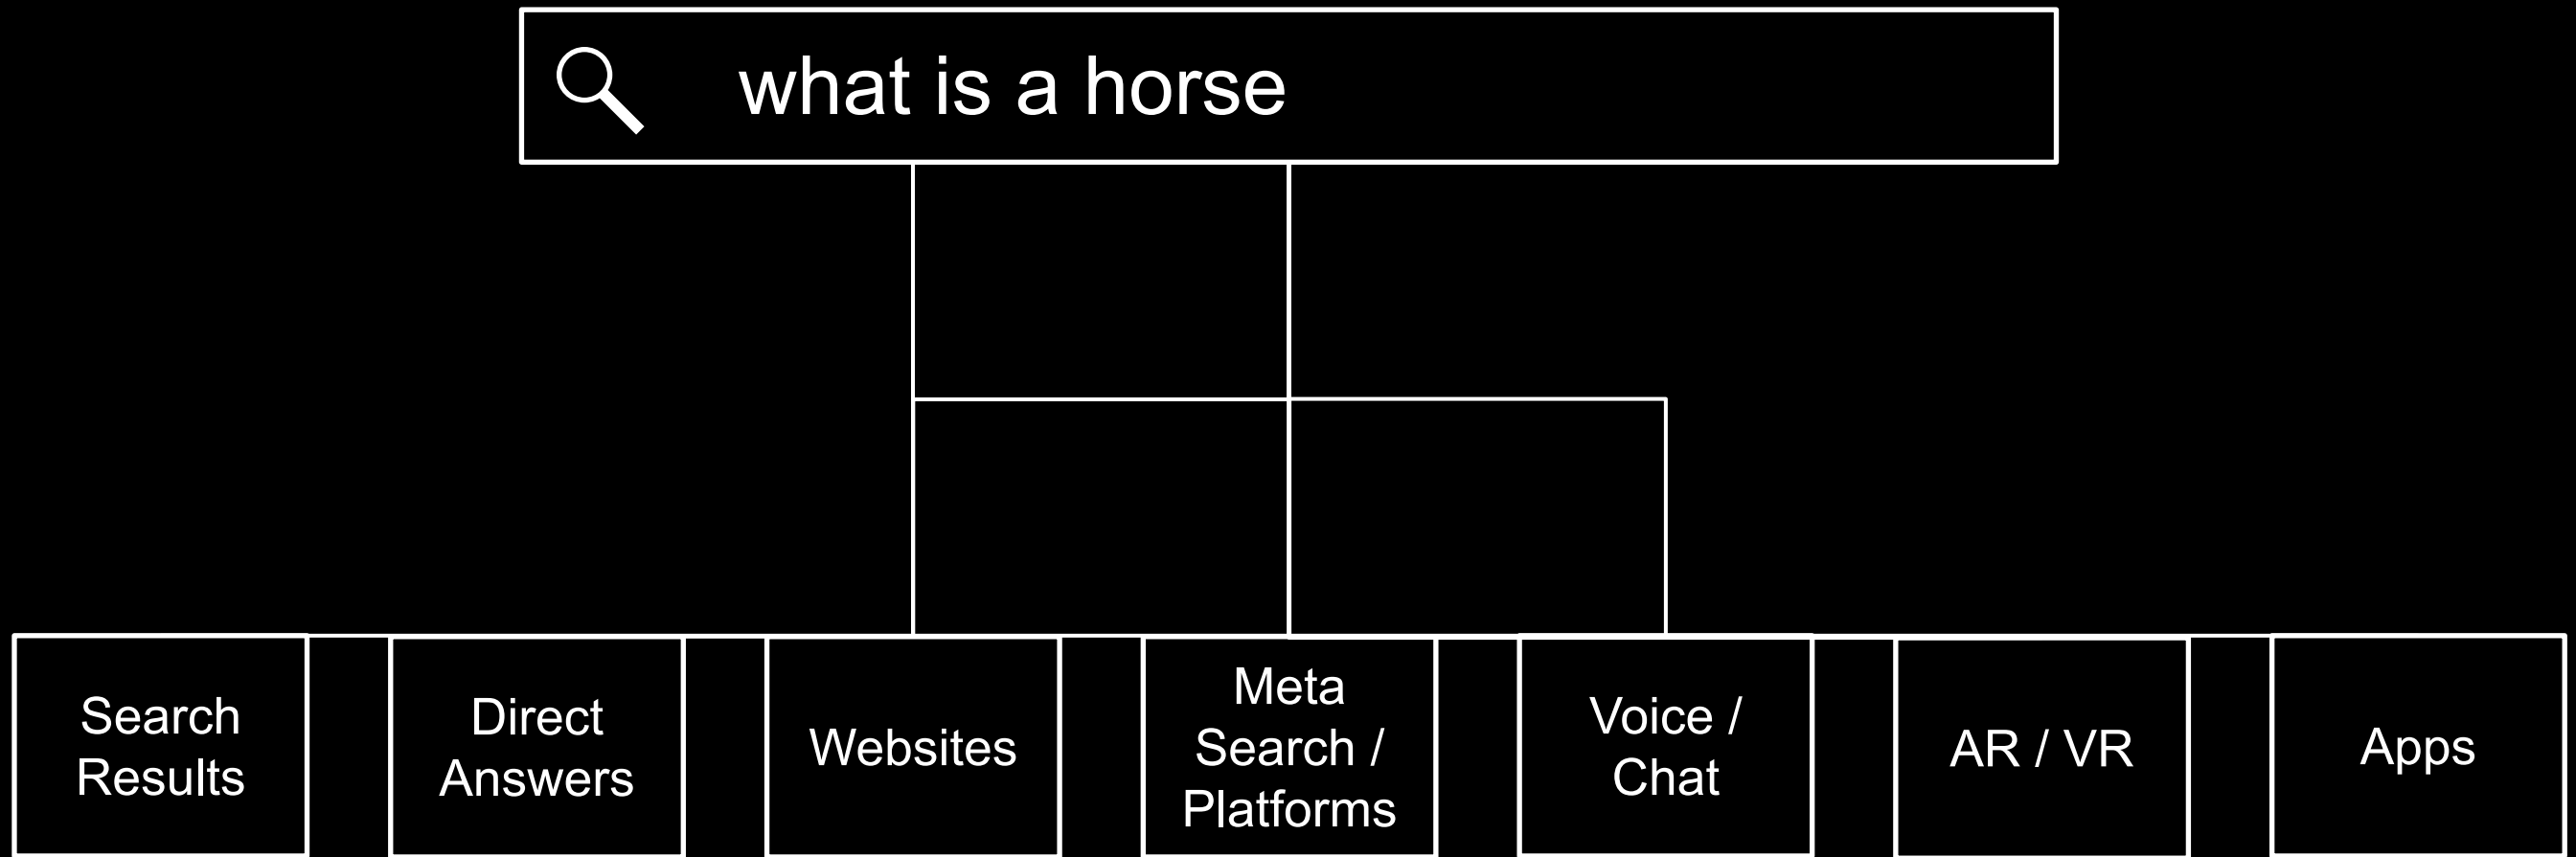 what is a horse
Search
Results
Direct
Answers
Websites
Meta
Search /
Platforms
Voice /
Chat
AR / VR
Apps